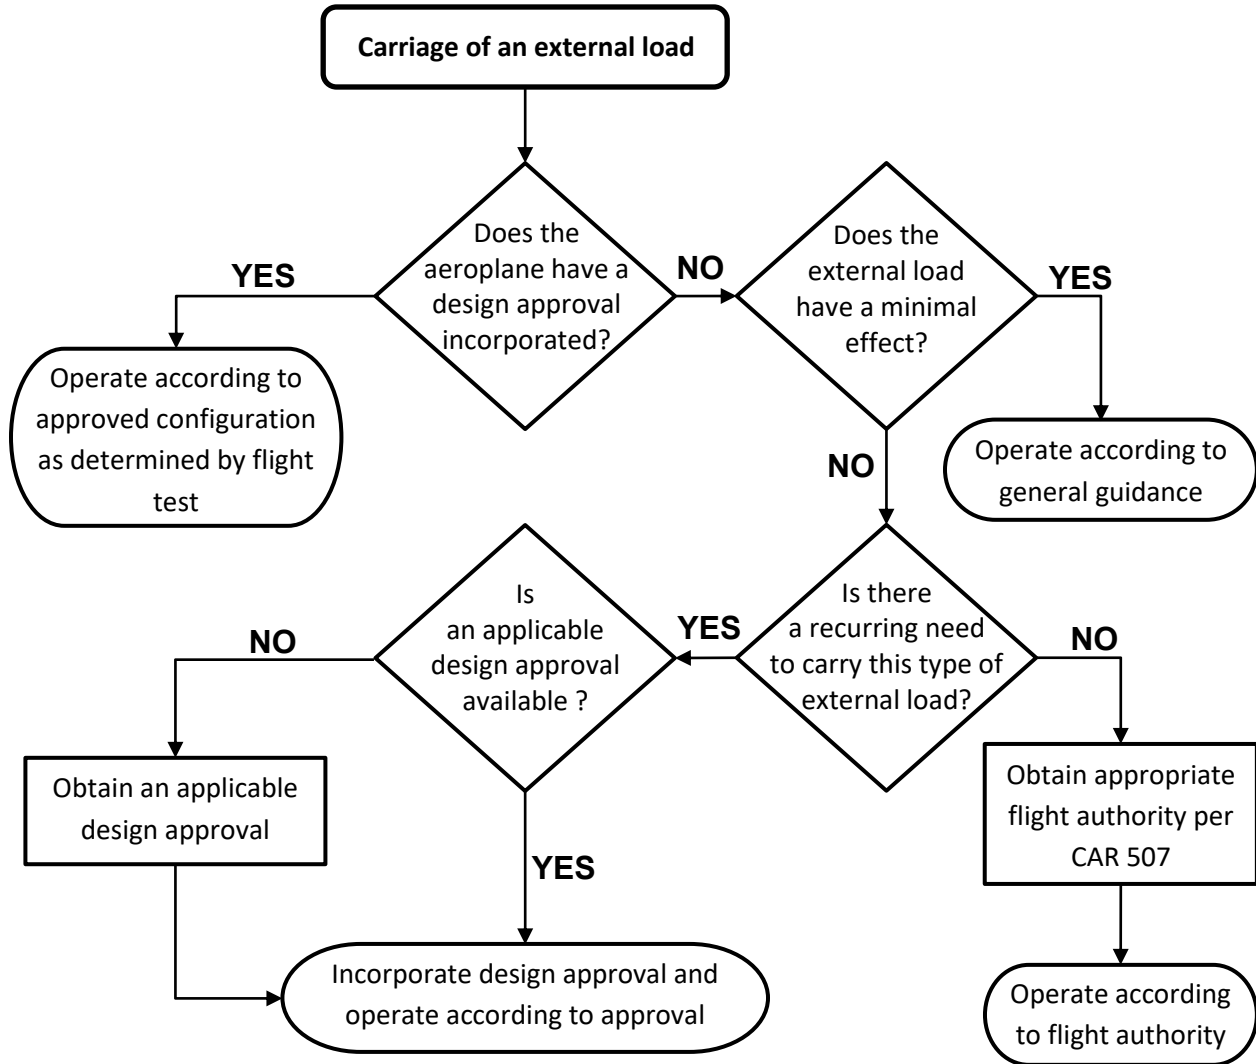 Carriage of an external load
Does the
aeroplane have a
design approval
incorporated?
YES
NO
Does the
external load
have a minimal
effect?
YES
NO
Operate according to
approved configuration
as determined by flight
test
Operate according to
general guidance
Is there
a recurring need
to carry this type of
external load?
YES
NO
Is
an applicable
design approval
available ?
NO
YES
Obtain an applicable
design approval
Obtain appropriate
flight authority per
CAR 507
Incorporate design approval and
operate according to approval
Operate according
to flight authority